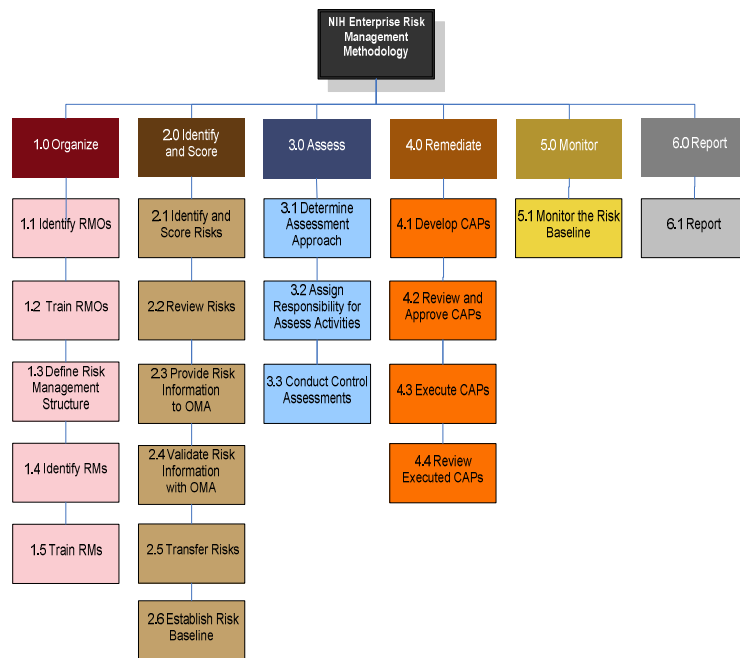 NIH Enterprise Risk
Management
Methodology
1.0 Organize
2.0 Identify
and Score
3.0 Assess
4.0 Remediate
5.0 Monitor
6.0 Report
1.1 Identify RMOs
1.2 Train RMOs
1.3 Define Risk
Management
Structure
1.4 Identify RMs
1.5 Train RMs
2.1 Identify and
Score Risks
2.2 Review Risks
2.3 Provide Risk
Information
to OMA
2.4 Validate Risk
Information
with OMA
2.5 Transfer Risks
2.6 Establish Risk
Baseline
3.1 Determine
Assessment
Approach
3.2 Assign
Responsibility for
Assess Activities
3.3 Conduct Control
Assessments
4.1 Develop CAPs
4.2 Review and
Approve CAPs
4.3 Execute CAPs
4.4 Review
Executed CAPs
5.1 Monitor the Risk
Baseline
6.1 Report